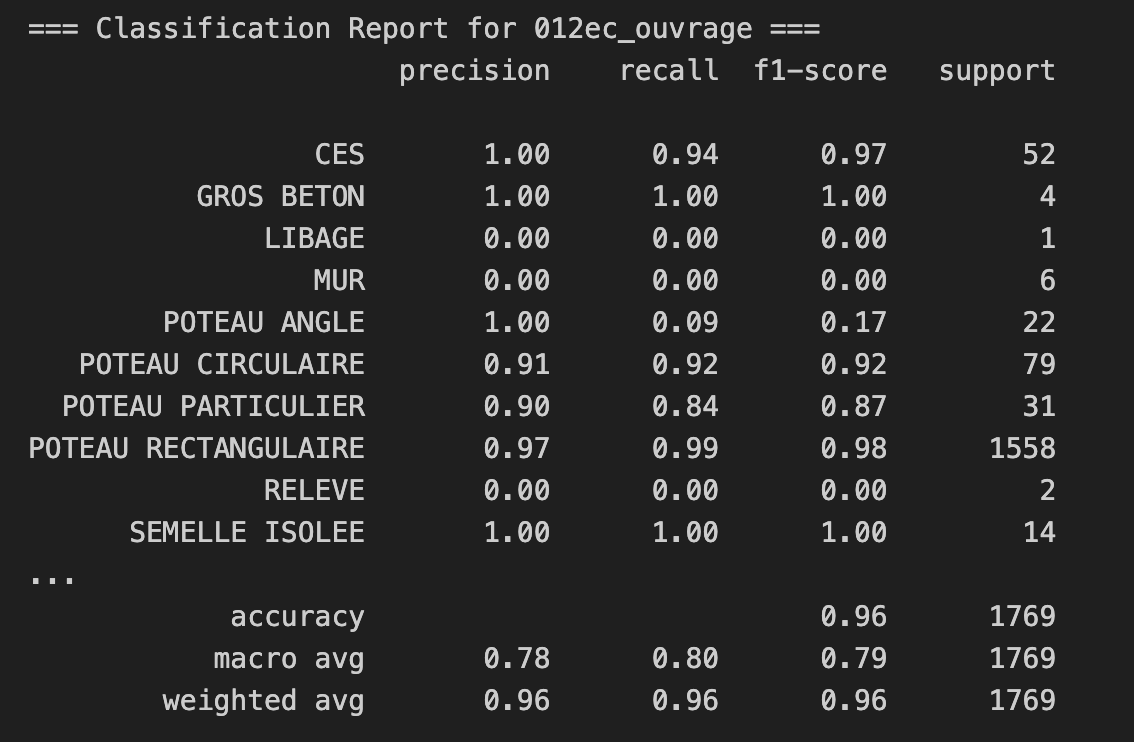 === Classification Report for 012ec_ouvrage ===
precision recall f1-score support
CES 1.00 0.94 0.97 52
GROS BETON 1.00 1.00 1.00 4
LIBAGE 0.00 0.00 0.00 1
MUR 0.00 0.00 0.00 6
POTEAU ANGLE 1.00 0.09 0.17 22
POTEAU CIRCULAIRE 0.91 0.92 0.92 79
POTEAU PARTICULIER 0.90 0.84 0.87 31
POTEAU RECTANGULAIRE 0.97 0.99 0.98 1558
RELEVE 0.00 0.00 0.00 2
SEMELLE ISOLEE 1.00 1.00 1.00 14
...
accuracy 0.96 1769
macro avg 0.78 0.80 0.79 1769
weighted avg 0.96 0.96 0.96 1769